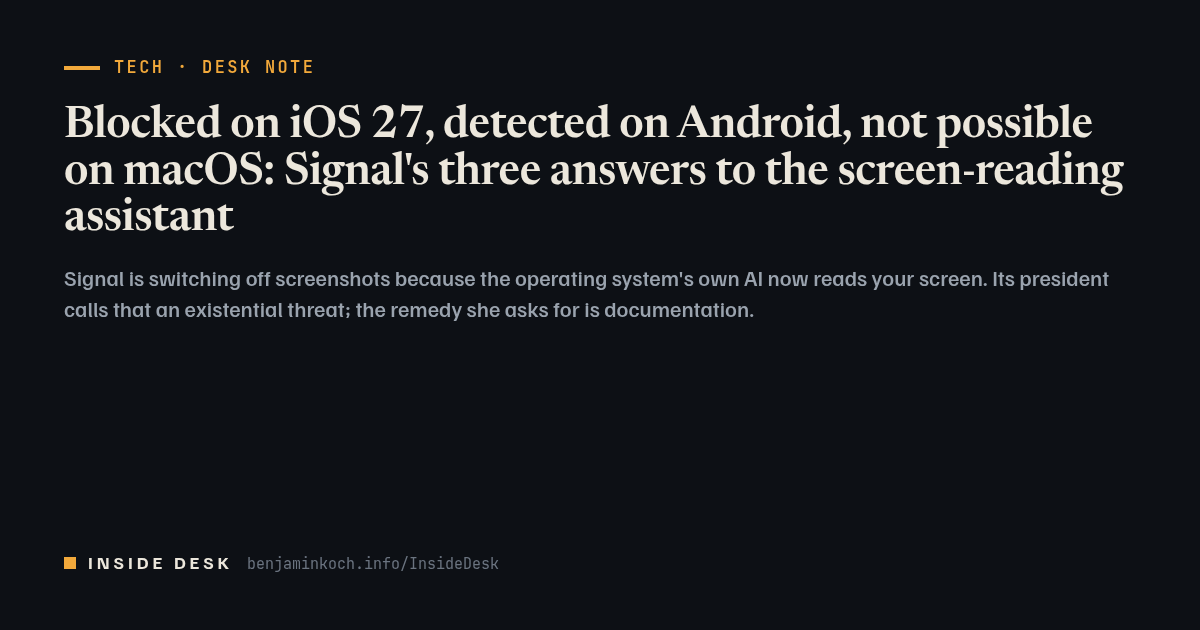 TECH · DESK NOTE
Blocked on iOS 27, detected on Android, not possible
on macOS: Signal's three answers to the screen-reading
assistant
Signal is switching off screenshots because the operating system's own AI now reads your screen. Its president
calls that an existential threat; the remedy she asks for is documentation.
INSIDE DESK benjaminkoch.info/InsideDesk